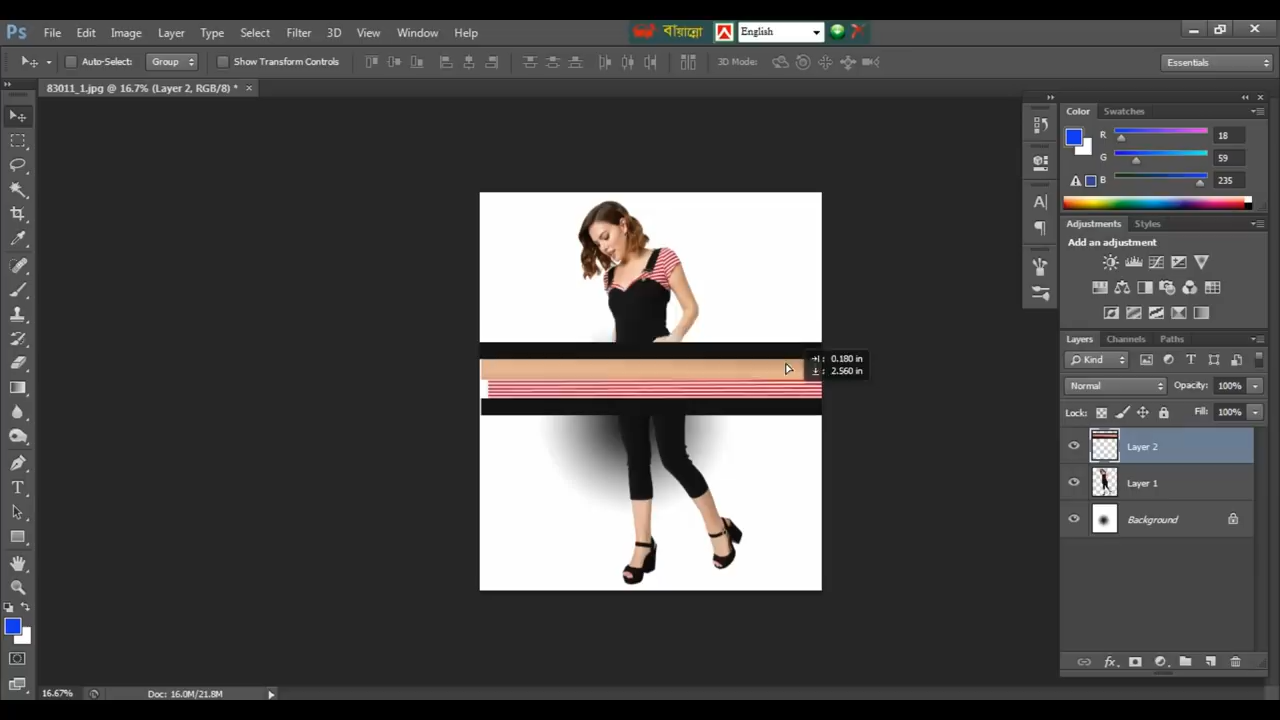 Ps File Edit Image Layer Type Select Filter 3D View Window Help
বায়ান্নো English
Auto-Select: Group Show Transform Controls 3D Mode: Essentials
83011_1.jpg @ 16.7% (Layer 2, RGB/8) * ×
Color Swatches
R 18
G 59
B 235
Adjustments Styles
Add an adjustment
Layers Channels Paths
Kind
Normal Opacity: 100%
Lock: Fill: 100%
Layer 2
Layer 1
Background
: 0.180 in
: 2.560 in
16.67% Doc: 16.0M/21.8M